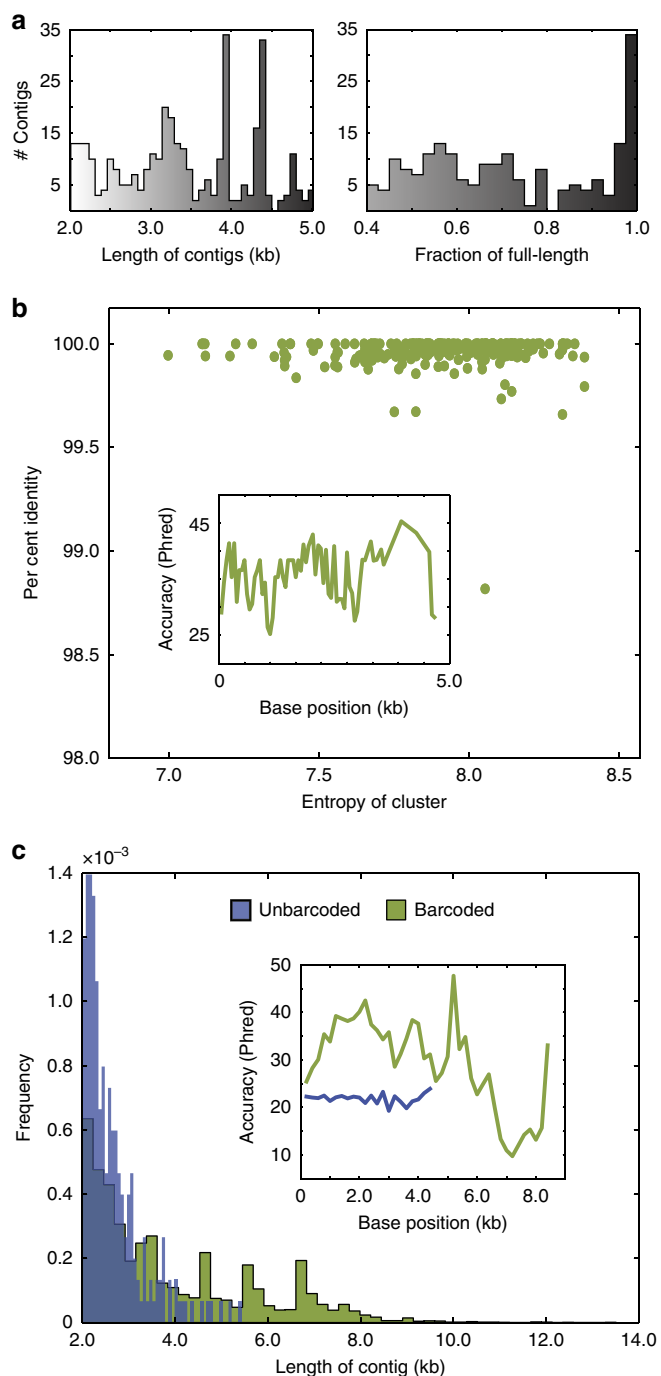 a
35
25
15
5
# Contigs
2.0 3.0 4.0 5.0
Length of contigs (kb)
35
25
15
5
0.4 0.6 0.8 1.0
Fraction of full-length
b
100.0
99.5
99.0
98.5
98.0
Per cent identity
7.0 7.5 8.0 8.5
Entropy of cluster
45
25
Accuracy (Phred)
0 5.0
Base position (kb)
c
×10–3
1.4
1.2
1.0
0.8
0.6
0.4
0.2
0
Frequency
Unbarcoded Barcoded
50
40
30
20
10
Accuracy (Phred)
0 2.0 4.0 6.0 8.0
Base position (kb)
2.0 4.0 6.0 8.0 10.0 12.0 14.0
Length of contig (kb)